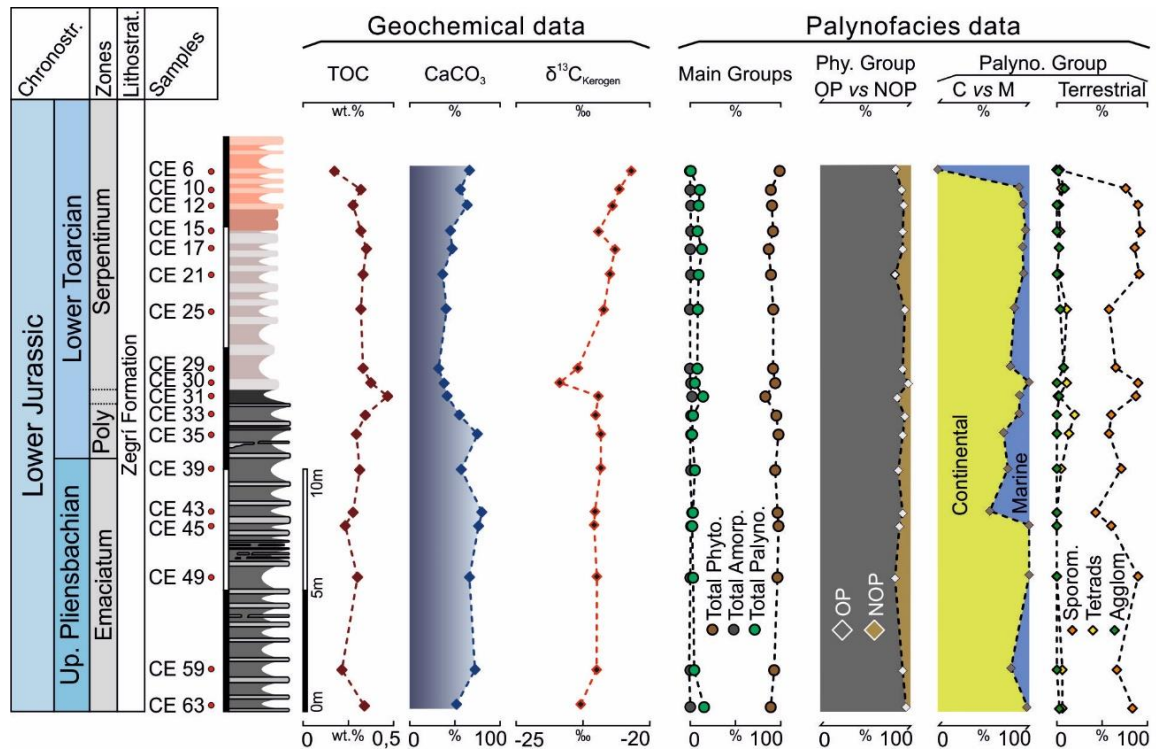 Geochemical data
Palynofacies data
Chronostr.
Zones
Lithostrat.
Samples
TOC
CaCO3
δ13CKerogen
Main Groups
Phy. Group
OP vs NOP
Palyno. Group
C vs M
Terrestrial
wt.%
%
‰
%
%
%
%
Lower Jurassic
Lower Toarcian
Up. Pliensbachian
Serpentinum
Poly
Emaciatum
Zegrí Formation
CE 6
CE 10
CE 12
CE 15
CE 17
CE 21
CE 25
CE 29
CE 30
CE 31
CE 33
CE 35
CE 39
CE 43
CE 45
CE 49
CE 59
CE 63
10m
5m
0m
Total Phyto.
Total Amorp.
Total Palyno.
OP
NOP
Continental
Marine
Sporom.
Tetrads
Agglom.
0 wt.% 0,5
0 % 100
-25 ‰ -20
0 % 100
0 % 100
0 % 100
0 % 100